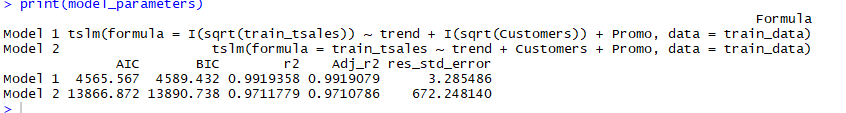 > print(model_parameters)
Formula
Model 1 tslm(formula = I(sqrt(train_tsales)) ~ trend + I(sqrt(Customers)) + Promo, data = train_data)
Model 2 tslm(formula = train_tsales ~ trend + Customers + Promo, data = train_data)
AIC BIC r2 Adj_r2 res_std_error
Model 1 4565.567 4589.432 0.9919358 0.9919079 3.285486
Model 2 13866.872 13890.738 0.9711779 0.9710786 672.248140
>